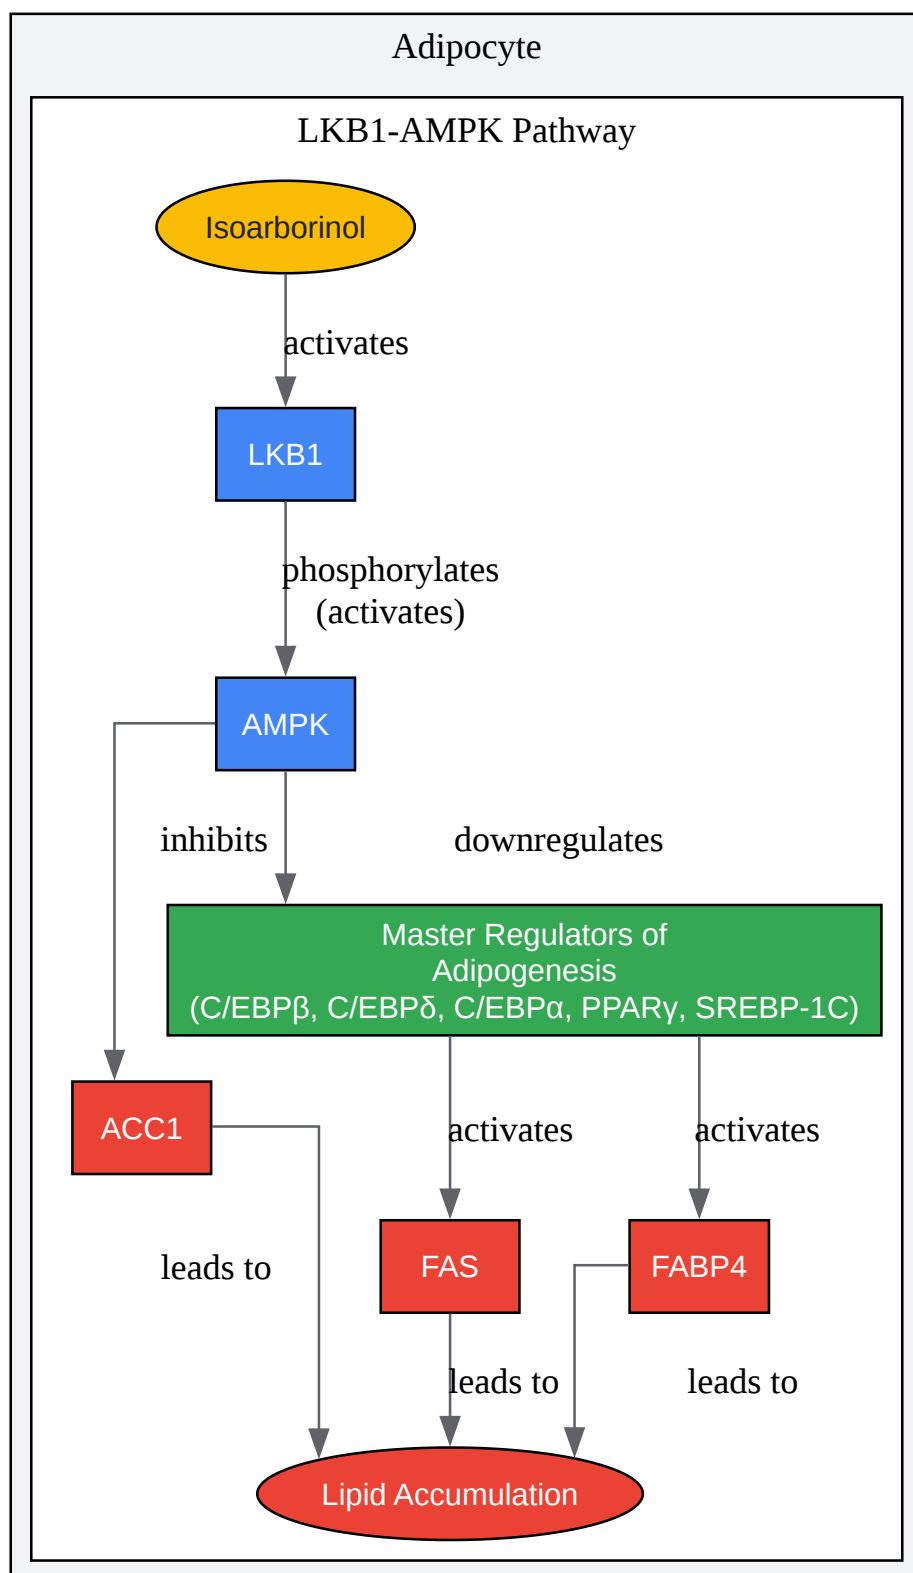 Adipocyte
LKB1-AMPK Pathway
Isoarborinol
activates
LKB1
phosphorylates
(activates)
AMPK
inhibits
downregulates
Master Regulators of
Adipogenesis
(C/EBPβ, C/EBPδ, C/EBPα, PPARγ, SREBP-1C)
ACC1
activates
activates
leads to
FAS
FABP4
leads to
leads to
Lipid Accumulation